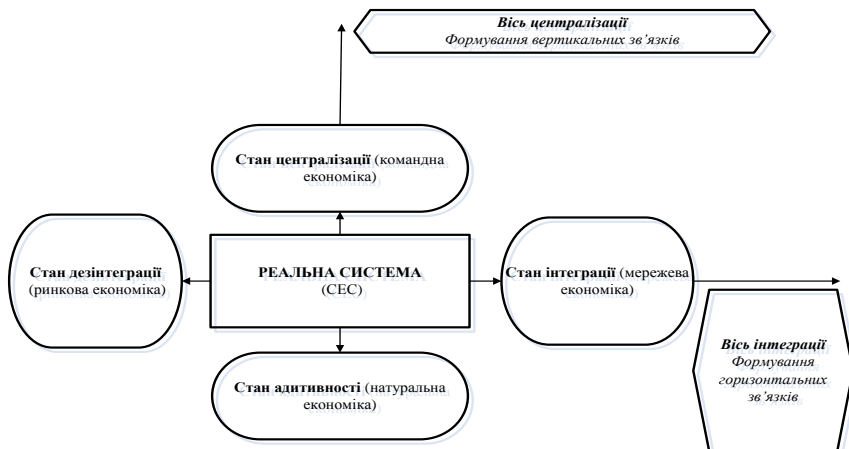 Вісь централізації
Формування вертикальних зв’язків
Стан централізації (командна
економіка)
Стан дезінтеграції
(ринкова економіка)
РЕАЛЬНА СИСТЕМА
(СЕС)
Стан інтеграції (мережева
економіка)
Вісь інтеграції
Формування
горизонтальних
зв’язків
Стан адитивності (натуральна
економіка)